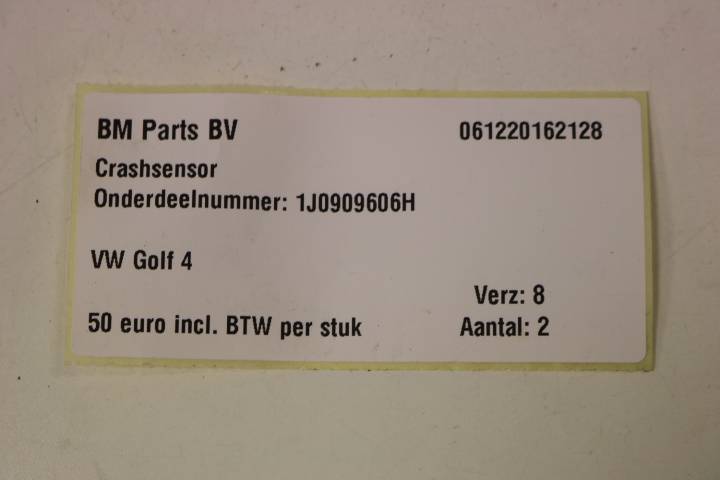 BM Parts BV 061220162128
Crashsensor
Onderdeelnummer: 1J0909606H
VW Golf 4
Verz: 8
50 euro incl. BTW per stuk Aantal: 2